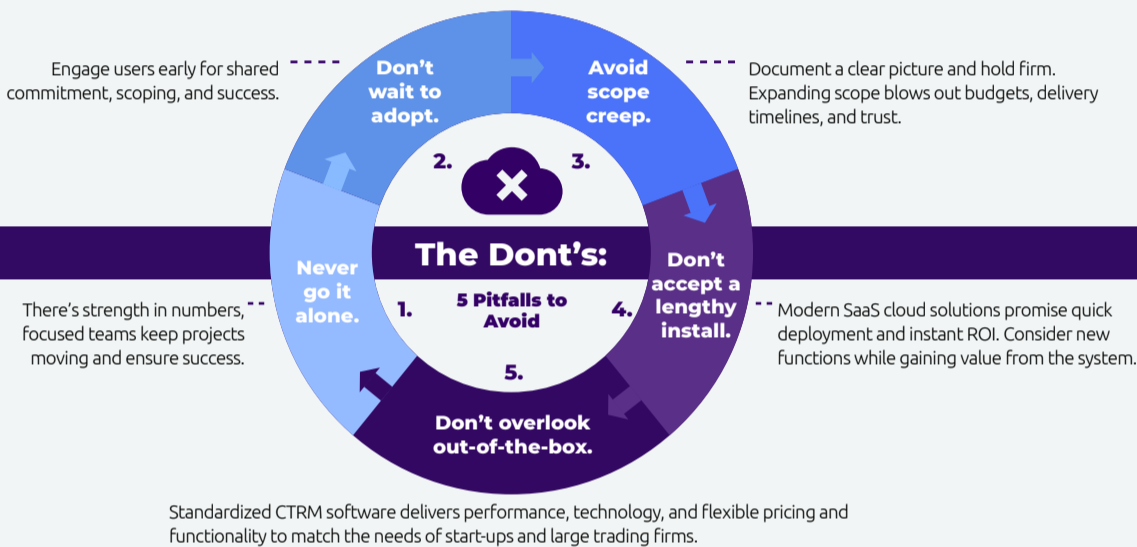 Engage users early for shared
commitment, scoping, and success.
Don't
wait to
adopt.
Avoid
scope
creep.
Document a clear picture and hold firm.
Expanding scope blows out budgets, delivery
timelines, and trust.
2.
3.
The Dont's:
5 Pitfalls to
Avoid
Never
go it
alone.
1.
There's strength in numbers,
focused teams keep projects
moving and ensure success.
4.
Don't
accept a
lengthy
install.
Modern SaaS cloud solutions promise quick
deployment and instant ROI. Consider new
functions while gaining value from the system.
5.
Don't overlook
out-of-the-box.
Standardized CTRM software delivers performance, technology, and flexible pricing and
functionality to match the needs of start-ups and large trading firms.